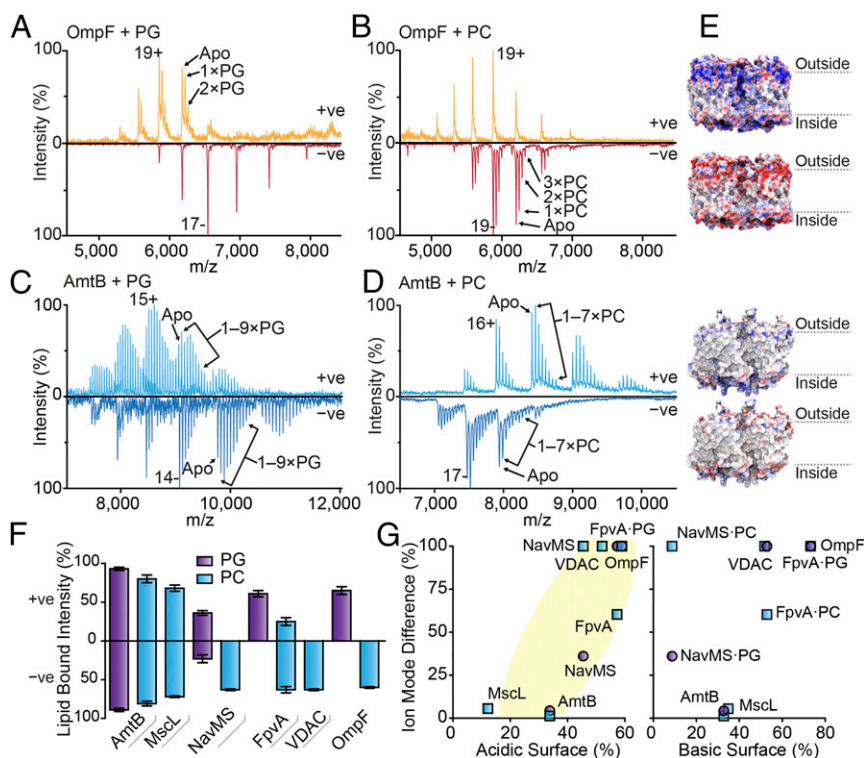 A
OmpF + PG
100
Intensity (%)
0
100
19+
Apo
1×PG
2×PG
+ve
−ve
17-
5,000 6,000 7,000 8,000
m/z
B
OmpF + PC
100
Intensity (%)
0
100
19+
+ve
−ve
3×PC
2×PC
1×PC
Apo
19-
5,000 6,000 7,000 8,000
m/z
E
Outside
Inside
Outside
Inside
Outside
Inside
Outside
Inside
C
AmtB + PG
100
Intensity (%)
0
100
15+
Apo
1–9×PG
+ve
−ve
14-
Apo
1–9×PG
8,000 10,000 12,000
m/z
D
AmtB + PC
100
Intensity (%)
0
100
16+
Apo
1–7×PC
+ve
−ve
1–7×PC
Apo
17-
7,000 8,000 9,000 10,000
m/z
F
Lipid Bound Intensity (%)
+ve
−ve
100
50
0
50
100
PG
PC
AmtB
MscL
NavMS
FpvA
VDAC
OmpF
G
Ion Mode Difference (%)
100
75
50
25
0
FpvA·PG
NavMS
VDAC
OmpF
FpvA
NavMS
MscL
AmtB
0 20 40 60
Acidic Surface (%)
NavMS·PC
OmpF
VDAC
FpvA·PG
FpvA·PC
NavMS·PG
AmtB
MscL
0 20 40 60 80
Basic Surface (%)